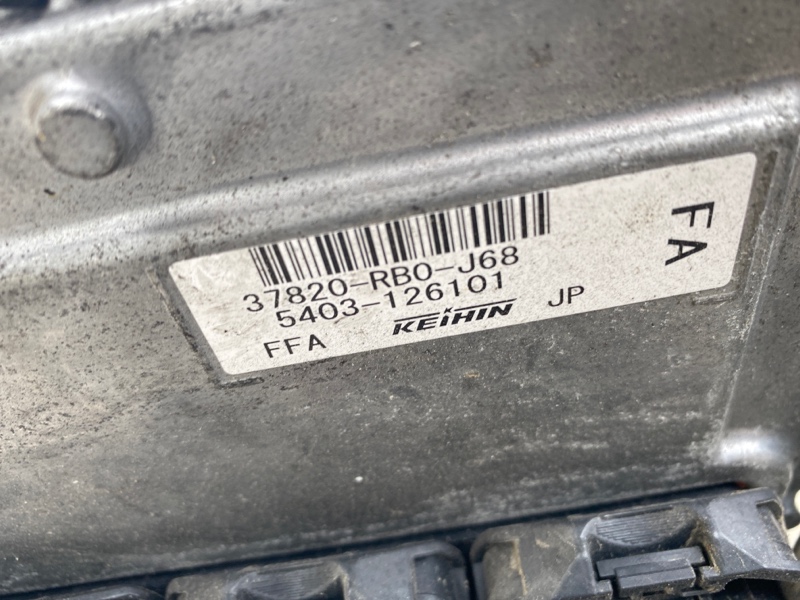 37820-RB0-J68
5403-126101
FFA KEIHIN JP
FA